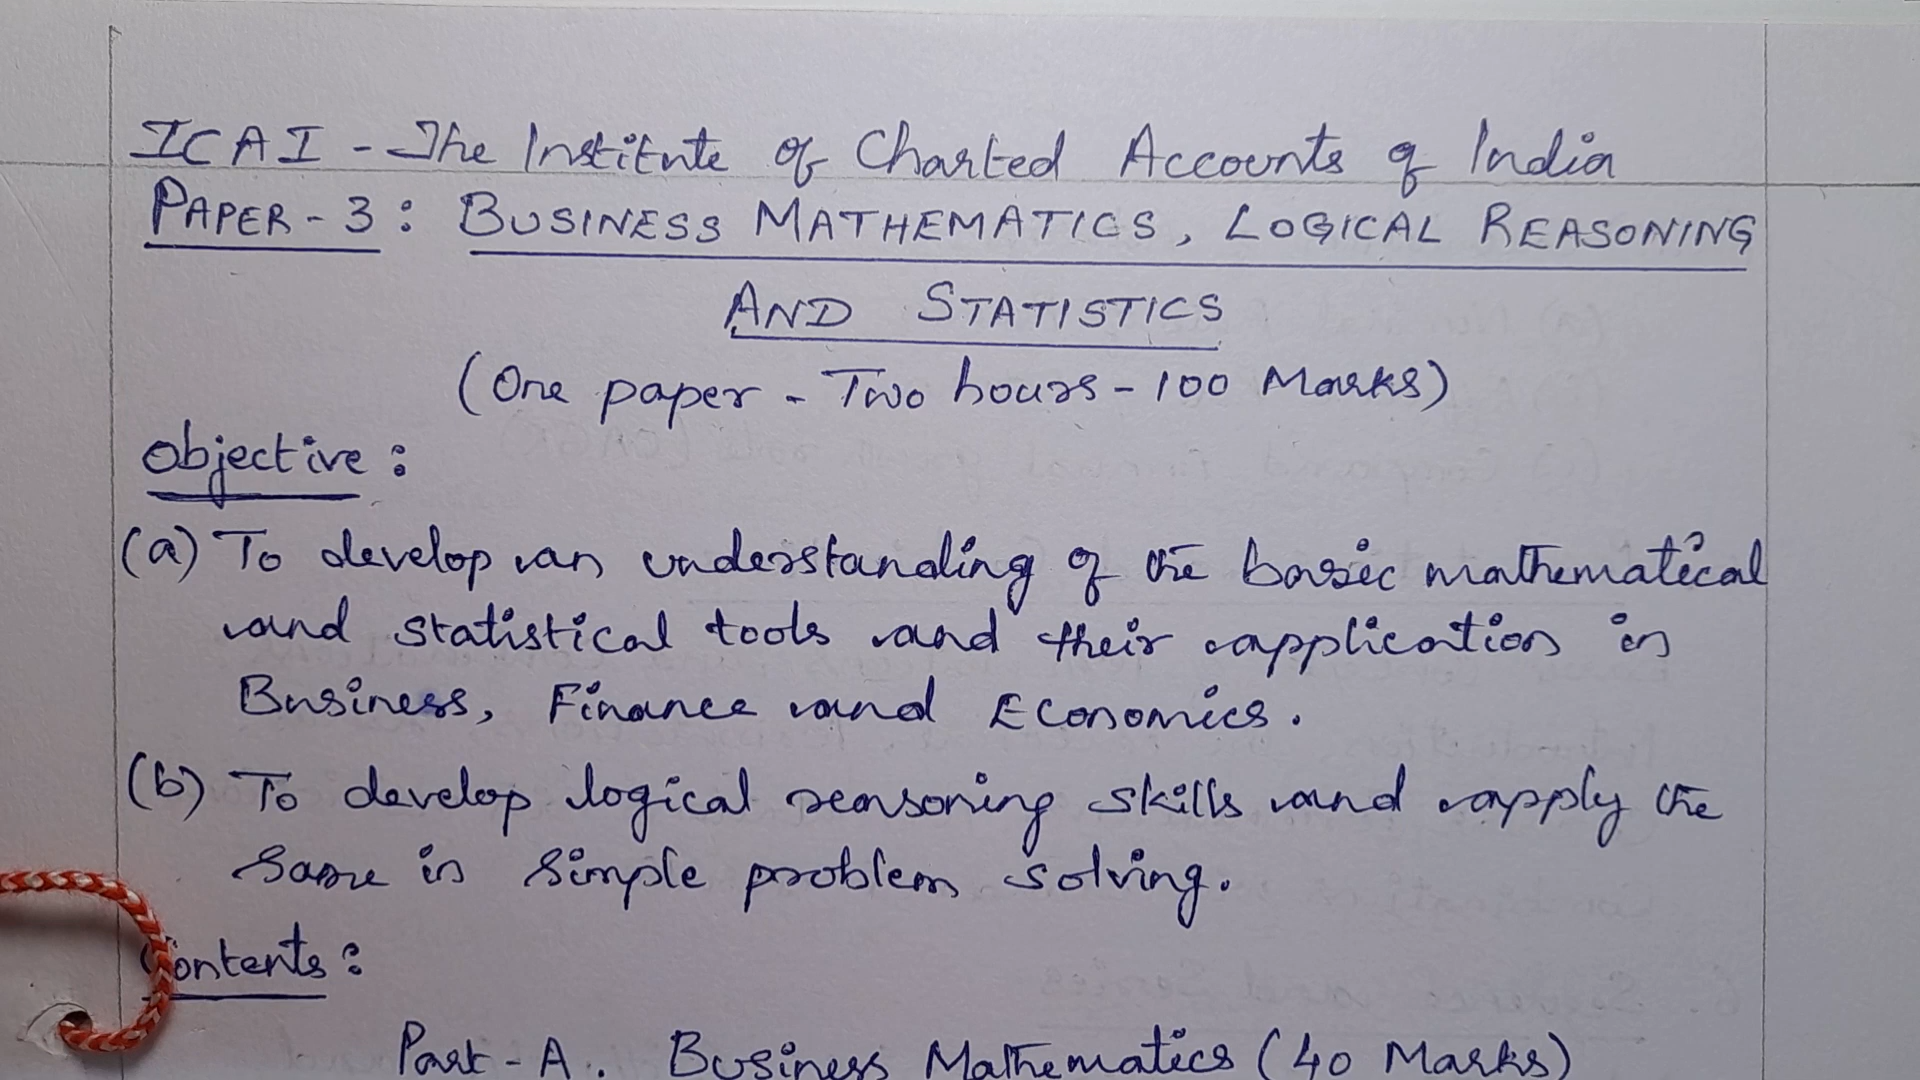 ICAI - The Institute of Charted Accounts of India
PAPER - 3 : BUSINESS MATHEMATICS, LOGICAL REASONING
AND STATISTICS
(One paper - Two hours - 100 Marks)
Objective :
(a) To develop an understanding of the basic mathematical
and statistical tools and their application in
Business, Finance and Economics.
(b) To develop logical reasoning skills and apply the
same in simple problem solving.
Contents :
Part - A. Business Mathematics (40 Marks)